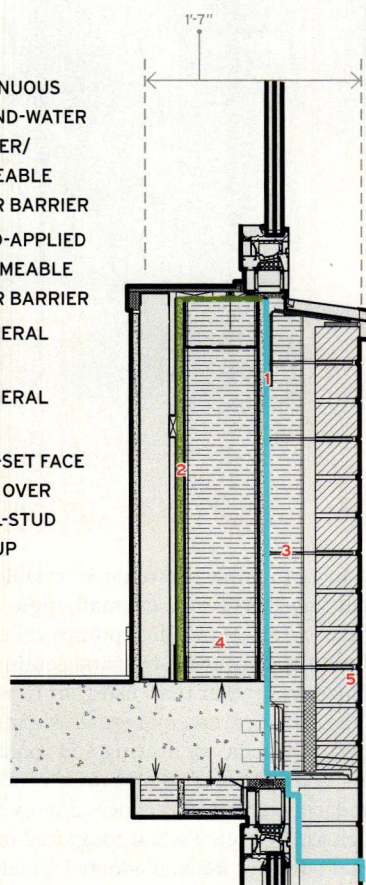 1'-7"
NUOUS
ND-WATER
ER/
EABLE
R BARRIER
D-APPLIED
MEABLE
R BARRIER
ERAL
ERAL
-SET FACE
OVER
L-STUD
UP
1
2
3
4
5